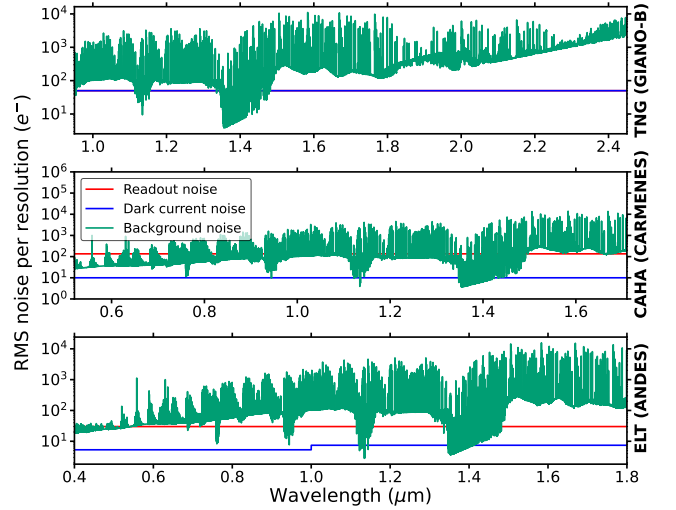 RMS noise per resolution (e⁻)
10⁴
10³
10²
10¹
1.0 1.2 1.4 1.6 1.8 2.0 2.2 2.4
TNG (GIANO-B)
10⁶
10⁵
10⁴
10³
10²
10¹
10⁰
Readout noise
Dark current noise
Background noise
0.6 0.8 1.0 1.2 1.4 1.6
CAHA (CARMENES)
10⁴
10³
10²
10¹
0.4 0.6 0.8 1.0 1.2 1.4 1.6 1.8
ELT (ANDES)
Wavelength (μm)